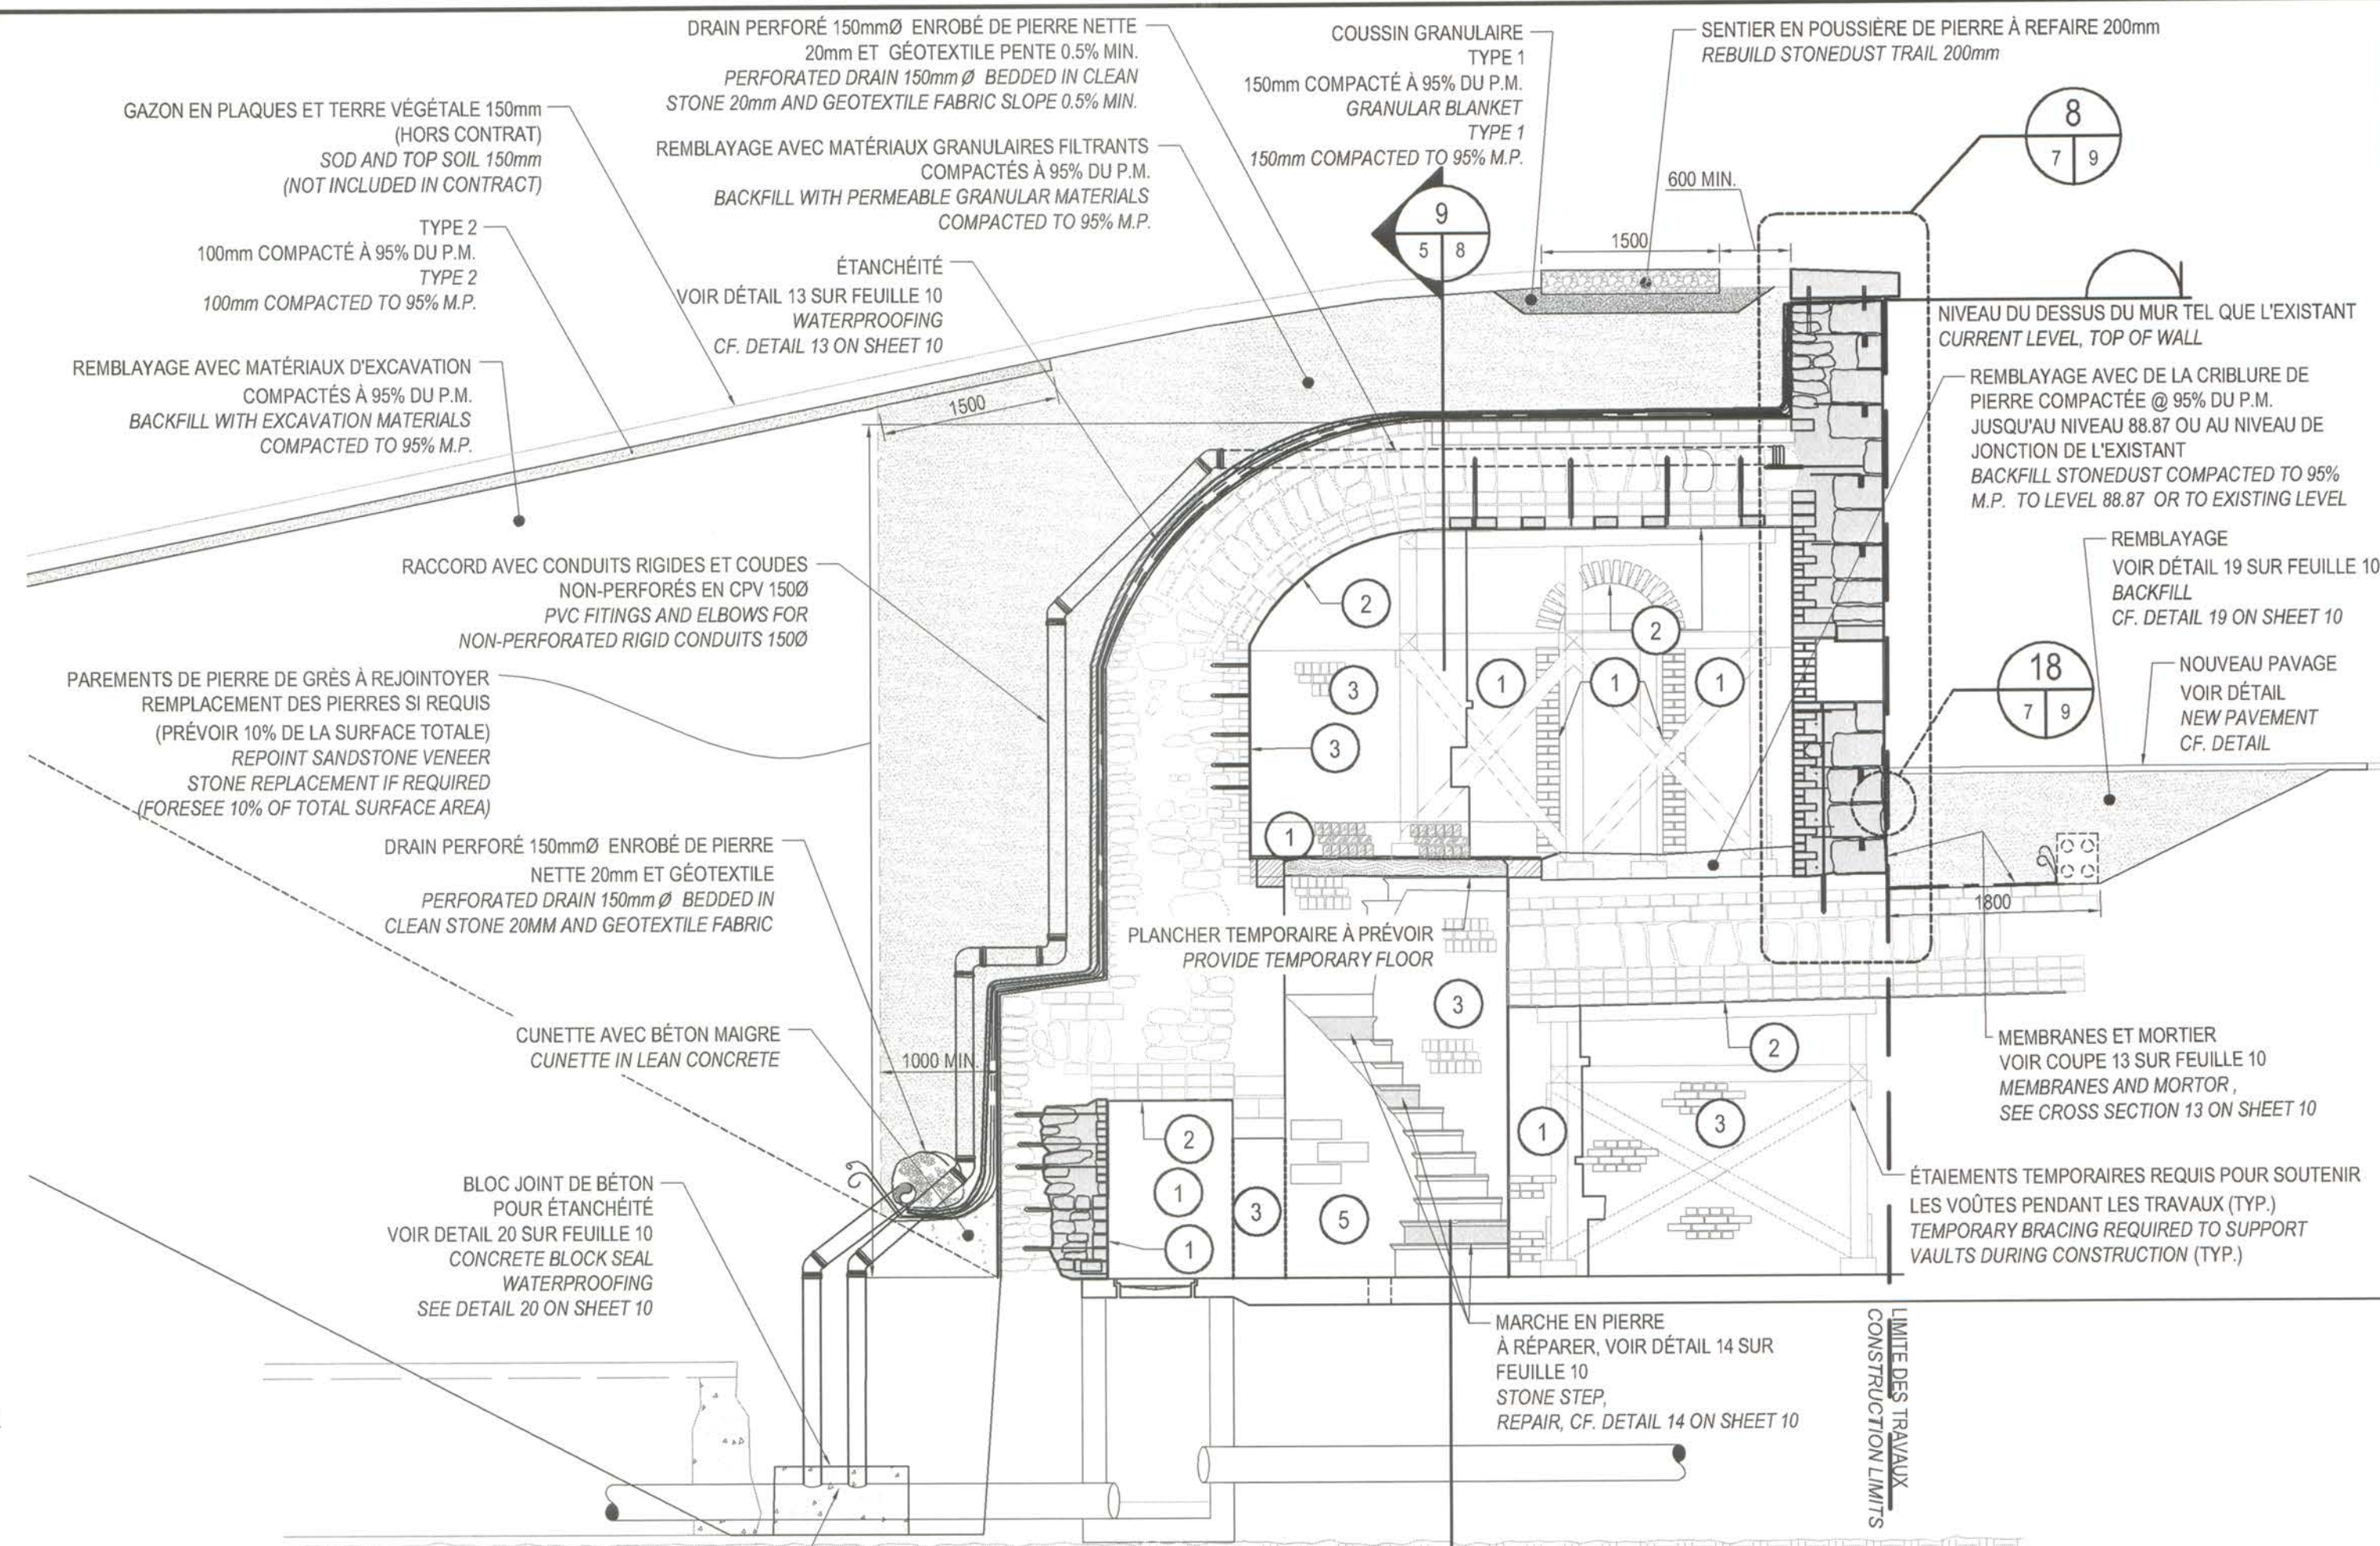 DRAIN PERFORÉ 150mmØ ENROBÉ DE PIERRE NETTE
20mm ET GÉOTEXTILE PENTE 0.5% MIN.
PERFORATED DRAIN 150mm Ø BEDDED IN CLEAN
STONE 20mm AND GEOTEXTILE FABRIC SLOPE 0.5% MIN.
COUSSIN GRANULAIRE
TYPE 1
150mm COMPACTÉ À 95% DU P.M.
GRANULAR BLANKET
TYPE 1
150mm COMPACTED TO 95% M.P.
SENTIER EN POUSSIÈRE DE PIERRE À REFAIRE 200mm
REBUILD STONEDUST TRAIL 200mm
GAZON EN PLAQUES ET TERRE VÉGÉTALE 150mm
(HORS CONTRAT)
SOD AND TOP SOIL 150mm
(NOT INCLUDED IN CONTRACT)
REMBLAYAGE AVEC MATÉRIAUX GRANULAIRES FILTRANTS
COMPACTÉS À 95% DU P.M.
BACKFILL WITH PERMEABLE GRANULAR MATERIALS
COMPACTED TO 95% M.P.
8
7 9
600 MIN.
9
5 8
1500
TYPE 2
100mm COMPACTÉ À 95% DU P.M.
TYPE 2
100mm COMPACTED TO 95% M.P.
ÉTANCHÉITÉ
VOIR DÉTAIL 13 SUR FEUILLE 10
WATERPROOFING
CF. DETAIL 13 ON SHEET 10
NIVEAU DU DESSUS DU MUR TEL QUE L'EXISTANT
CURRENT LEVEL, TOP OF WALL
REMBLAYAGE AVEC MATÉRIAUX D'EXCAVATION
COMPACTÉS À 95% DU P.M.
BACKFILL WITH EXCAVATION MATERIALS
COMPACTED TO 95% M.P.
1500
REMBLAYAGE AVEC DE LA CRIBLURE DE
PIERRE COMPACTÉE @ 95% DU P.M.
JUSQU'AU NIVEAU 88.87 OU AU NIVEAU DE
JONCTION DE L'EXISTANT
BACKFILL STONEDUST COMPACTED TO 95%
M.P. TO LEVEL 88.87 OR TO EXISTING LEVEL
REMBLAYAGE
VOIR DÉTAIL 19 SUR FEUILLE 10
BACKFILL
CF. DETAIL 19 ON SHEET 10
RACCORD AVEC CONDUITS RIGIDES ET COUDES
NON-PERFORÉS EN CPV 150Ø
PVC FITINGS AND ELBOWS FOR
NON-PERFORATED RIGID CONDUITS 150Ø
2
2
3
1
1
1
3
1
18
7 9
NOUVEAU PAVAGE
VOIR DÉTAIL
NEW PAVEMENT
CF. DETAIL
PAREMENTS DE PIERRE DE GRÈS À REJOINTOYER
REMPLACEMENT DES PIERRES SI REQUIS
(PRÉVOIR 10% DE LA SURFACE TOTALE)
REPOINT SANDSTONE VENEER
STONE REPLACEMENT IF REQUIRED
(FORESEE 10% OF TOTAL SURFACE AREA)
DRAIN PERFORÉ 150mmØ ENROBÉ DE PIERRE
NETTE 20mm ET GÉOTEXTILE
PERFORATED DRAIN 150mm Ø BEDDED IN
CLEAN STONE 20MM AND GEOTEXTILE FABRIC
PLANCHER TEMPORAIRE À PRÉVOIR
PROVIDE TEMPORARY FLOOR
1800
3
CUNETTE AVEC BÉTON MAIGRE
CUNETTE IN LEAN CONCRETE
1000 MIN.
2
MEMBRANES ET MORTIER
VOIR COUPE 13 SUR FEUILLE 10
MEMBRANES AND MORTOR ,
SEE CROSS SECTION 13 ON SHEET 10
2
1
1
3
5
1
3
ÉTAIEMENTS TEMPORAIRES REQUIS POUR SOUTENIR
LES VOÛTES PENDANT LES TRAVAUX (TYP.)
TEMPORARY BRACING REQUIRED TO SUPPORT
VAULTS DURING CONSTRUCTION (TYP.)
BLOC JOINT DE BÉTON
POUR ÉTANCHÉITÉ
VOIR DETAIL 20 SUR FEUILLE 10
CONCRETE BLOCK SEAL
WATERPROOFING
SEE DETAIL 20 ON SHEET 10
MARCHE EN PIERRE
À RÉPARER, VOIR DÉTAIL 14 SUR
FEUILLE 10
STONE STEP,
REPAIR, CF. DETAIL 14 ON SHEET 10
LIMITE DES TRAVAUX
CONSTRUCTION LIMITS